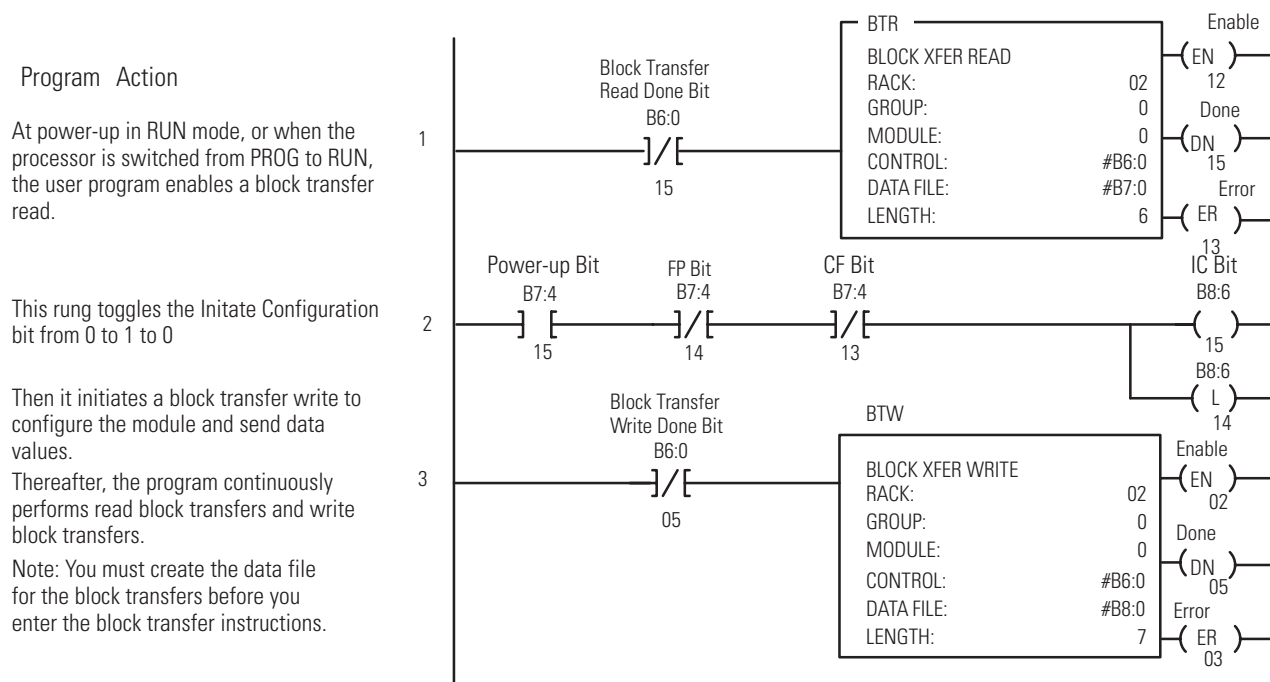 Program Action
At power-up in RUN mode, or when the
processor is switched from PROG to RUN,
the user program enables a block transfer
read.
This rung toggles the Initate Configuration
bit from 0 to 1 to 0
Then it initiates a block transfer write to
configure the module and send data
values.
Thereafter, the program continuously
performs read block transfers and write
block transfers.
Note: You must create the data file
for the block transfers before you
enter the block transfer instructions.
1
Block Transfer
Read Done Bit
B6:0
15
BTR
BLOCK XFER READ
RACK: 02
GROUP: 0
MODULE: 0
CONTROL: #B6:0
DATA FILE: #B7:0
LENGTH: 6
Enable
EN
12
Done
DN
15
Error
ER
13
2
Power-up Bit
B7:4
15
FP Bit
B7:4
14
CF Bit
B7:4
13
IC Bit
B8:6
15
B8:6
L
14
3
Block Transfer
Write Done Bit
B6:0
05
BTW
BLOCK XFER WRITE
RACK: 02
GROUP: 0
MODULE: 0
CONTROL: #B6:0
DATA FILE: #B8:0
LENGTH: 7
Enable
EN
02
Done
DN
05
Error
ER
03